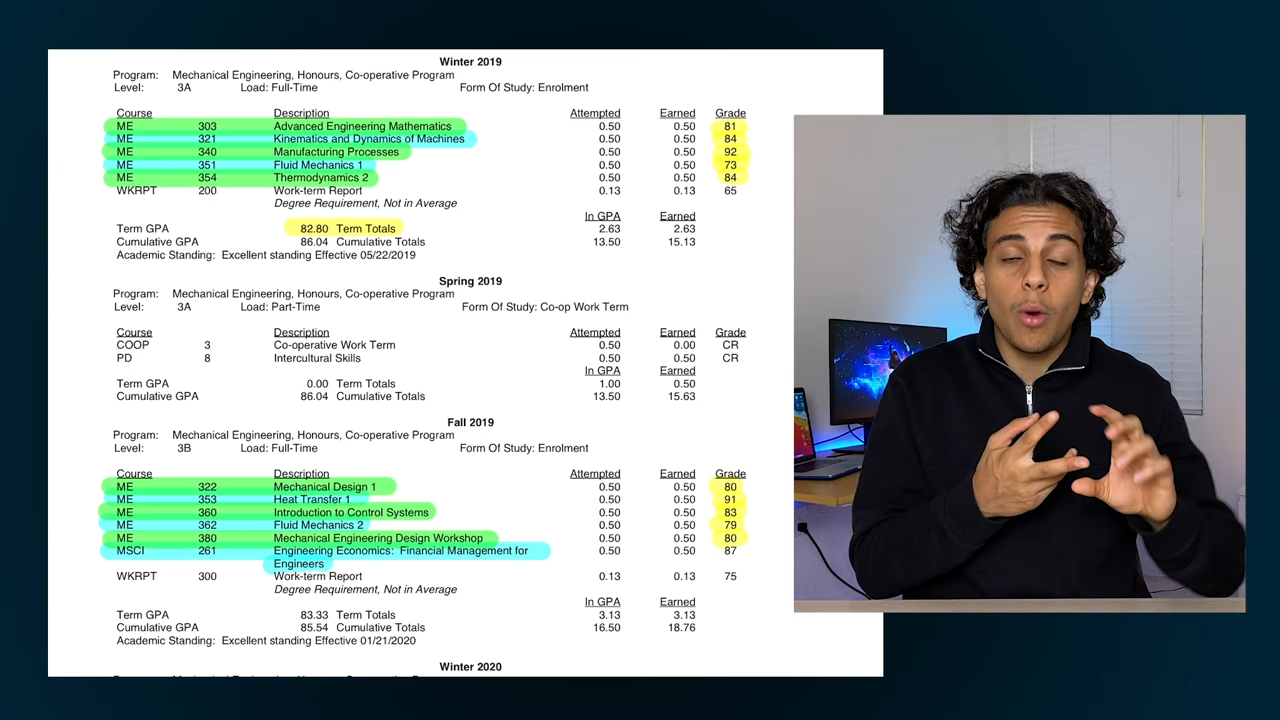 Winter 2019
Program: Mechanical Engineering, Honours, Co-operative Program
Level: 3A Load: Full-Time Form Of Study: Enrolment
Course Description Attempted Earned Grade
ME 303 Advanced Engineering Mathematics 0.50 0.50 81
ME 321 Kinematics and Dynamics of Machines 0.50 0.50 84
ME 340 Manufacturing Processes 0.50 0.50 92
ME 351 Fluid Mechanics 1 0.50 0.50 73
ME 354 Thermodynamics 2 0.50 0.50 84
WKRPT 200 Work-term Report 0.13 0.13 65
Degree Requirement, Not in Average
In GPA Earned
Term GPA 82.80 Term Totals 2.63 2.63
Cumulative GPA 86.04 Cumulative Totals 13.50 15.13
Academic Standing: Excellent standing Effective 05/22/2019
Spring 2019
Program: Mechanical Engineering, Honours, Co-operative Program
Level: 3A Load: Part-Time Form Of Study: Co-op Work Term
Course Description Attempted Earned Grade
COOP 3 Co-operative Work Term 0.50 0.00 CR
PD 8 Intercultural Skills 0.50 0.50 CR
In GPA Earned
Term GPA 0.00 Term Totals 1.00 0.50
Cumulative GPA 86.04 Cumulative Totals 13.50 15.63
Fall 2019
Program: Mechanical Engineering, Honours, Co-operative Program
Level: 3B Load: Full-Time Form Of Study: Enrolment
Course Description Attempted Earned Grade
ME 322 Mechanical Design 1 0.50 0.50 80
ME 353 Heat Transfer 1 0.50 0.50 91
ME 360 Introduction to Control Systems 0.50 0.50 83
ME 362 Fluid Mechanics 2 0.50 0.50 79
ME 380 Mechanical Engineering Design Workshop 0.50 0.50 80
MSCI 261 Engineering Economics: Financial Management for 0.50 0.50 87
Engineers
WKRPT 300 Work-term Report 0.13 0.13 75
Degree Requirement, Not in Average
In GPA Earned
Term GPA 83.33 Term Totals 3.13 3.13
Cumulative GPA 85.54 Cumulative Totals 16.50 18.76
Academic Standing: Excellent standing Effective 01/21/2020
Winter 2020